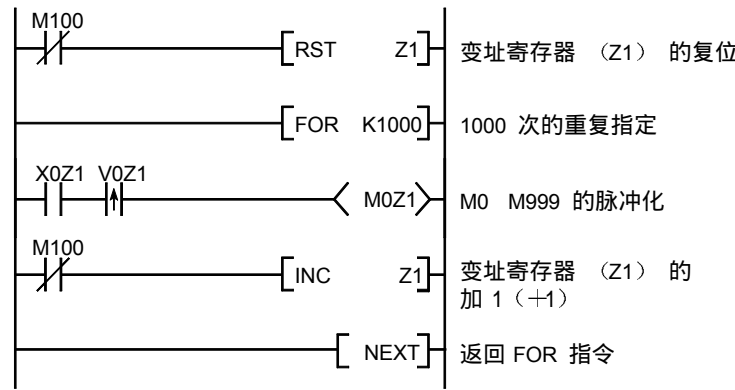 M100
RST Z1 变址寄存器 （Z1） 的复位
FOR K1000 1000 次的重复指定
X0Z1 V0Z1
M0Z1 M0 M999 的脉冲化
M100
INC Z1 变址寄存器 （Z1） 的
加 1（+1）
NEXT 返回 FOR 指令